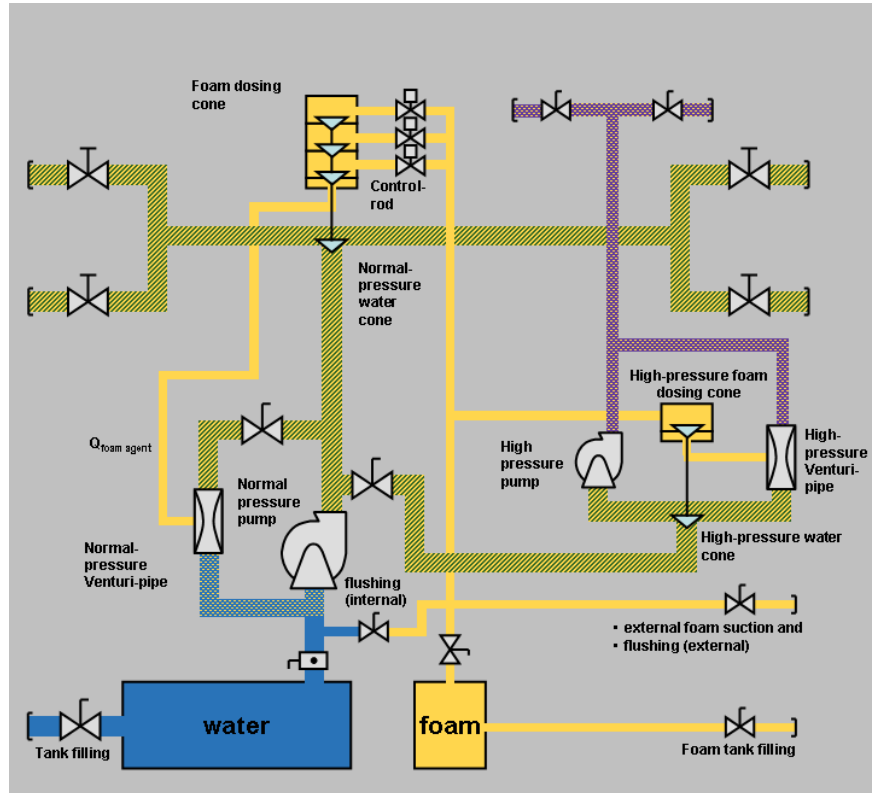 Foam dosing
cone
Control-
rod
Normal-
pressure
water
cone
High-pressure foam
dosing cone
Qfoam agent
High
pressure
pump
High-
pressure
Venturi-
pipe
Normal
pressure
pump
Normal-
pressure
Venturi-pipe
High-pressure water
cone
flushing
(internal)
• external foam suction and
• flushing (external)
water
foam
Tank filling
Foam tank filling